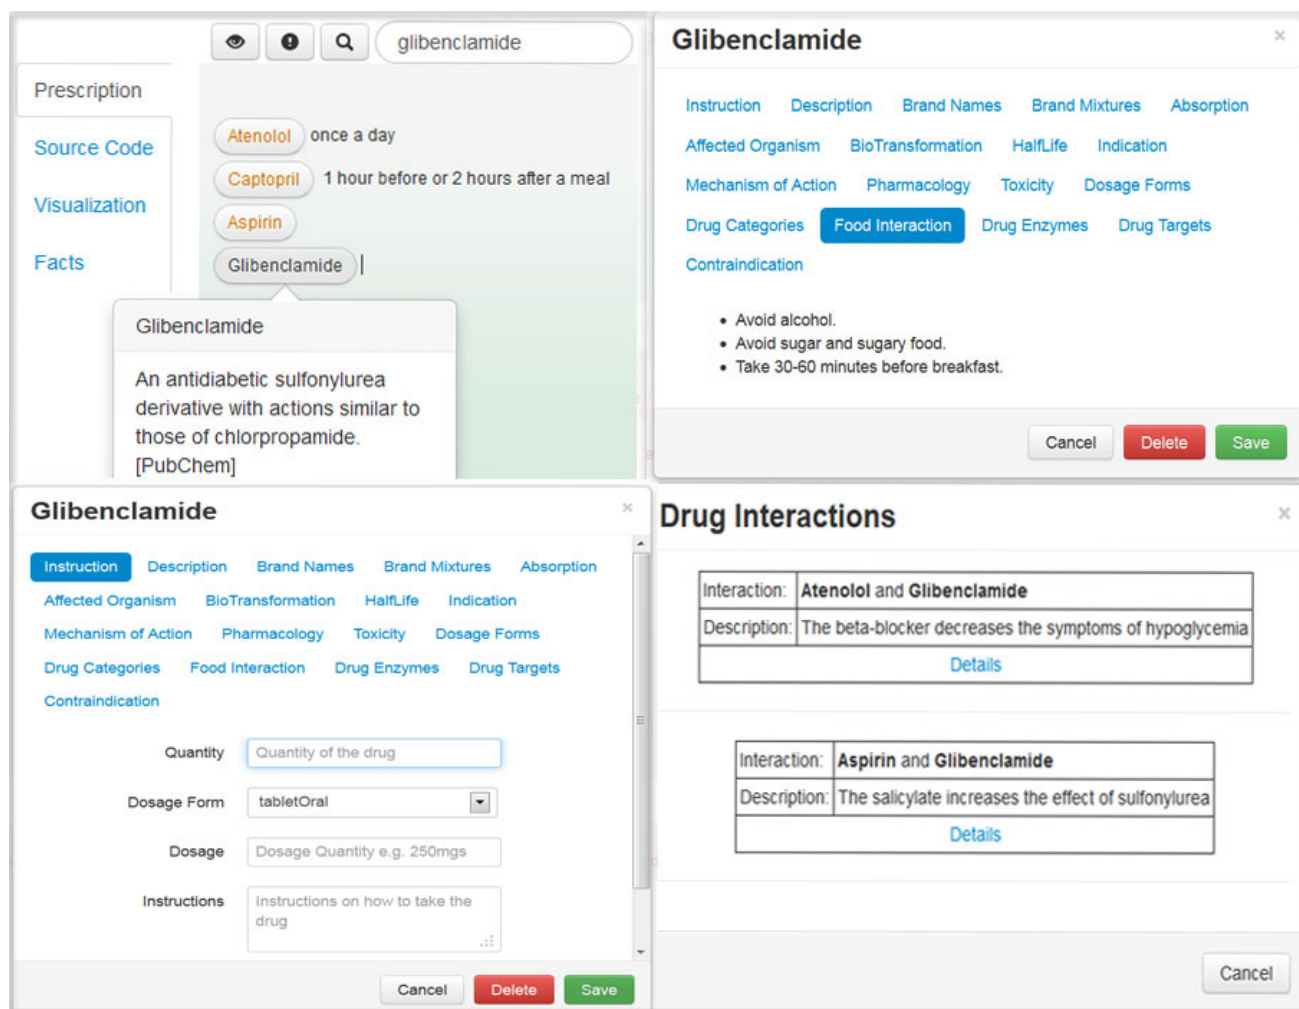 glibenclamide
Prescription
Source Code
Visualization
Facts
Atenolol once a day
Captopril 1 hour before or 2 hours after a meal
Aspirin
Glibenclamide
Glibenclamide
An antidiabetic sulfonylurea
derivative with actions similar to
those of chlorpropamide.
[PubChem]
Glibenclamide ×
Instruction Description Brand Names Brand Mixtures Absorption
Affected Organism BioTransformation HalfLife Indication
Mechanism of Action Pharmacology Toxicity Dosage Forms
Drug Categories Food Interaction Drug Enzymes Drug Targets
Contraindication
• Avoid alcohol.
• Avoid sugar and sugary food.
• Take 30-60 minutes before breakfast.
Cancel Delete Save
Glibenclamide ×
Instruction Description Brand Names Brand Mixtures Absorption
Affected Organism BioTransformation HalfLife Indication
Mechanism of Action Pharmacology Toxicity Dosage Forms
Drug Categories Food Interaction Drug Enzymes Drug Targets
Contraindication
Quantity Quantity of the drug
Dosage Form tabletOral
Dosage Dosage Quantity e.g. 250mgs
Instructions Instructions on how to take the
drug
Cancel Delete Save
Drug Interactions ×
Interaction: Atenolol and Glibenclamide
Description: The beta-blocker decreases the symptoms of hypoglycemia
Details
Interaction: Aspirin and Glibenclamide
Description: The salicylate increases the effect of sulfonylurea
Details
Cancel